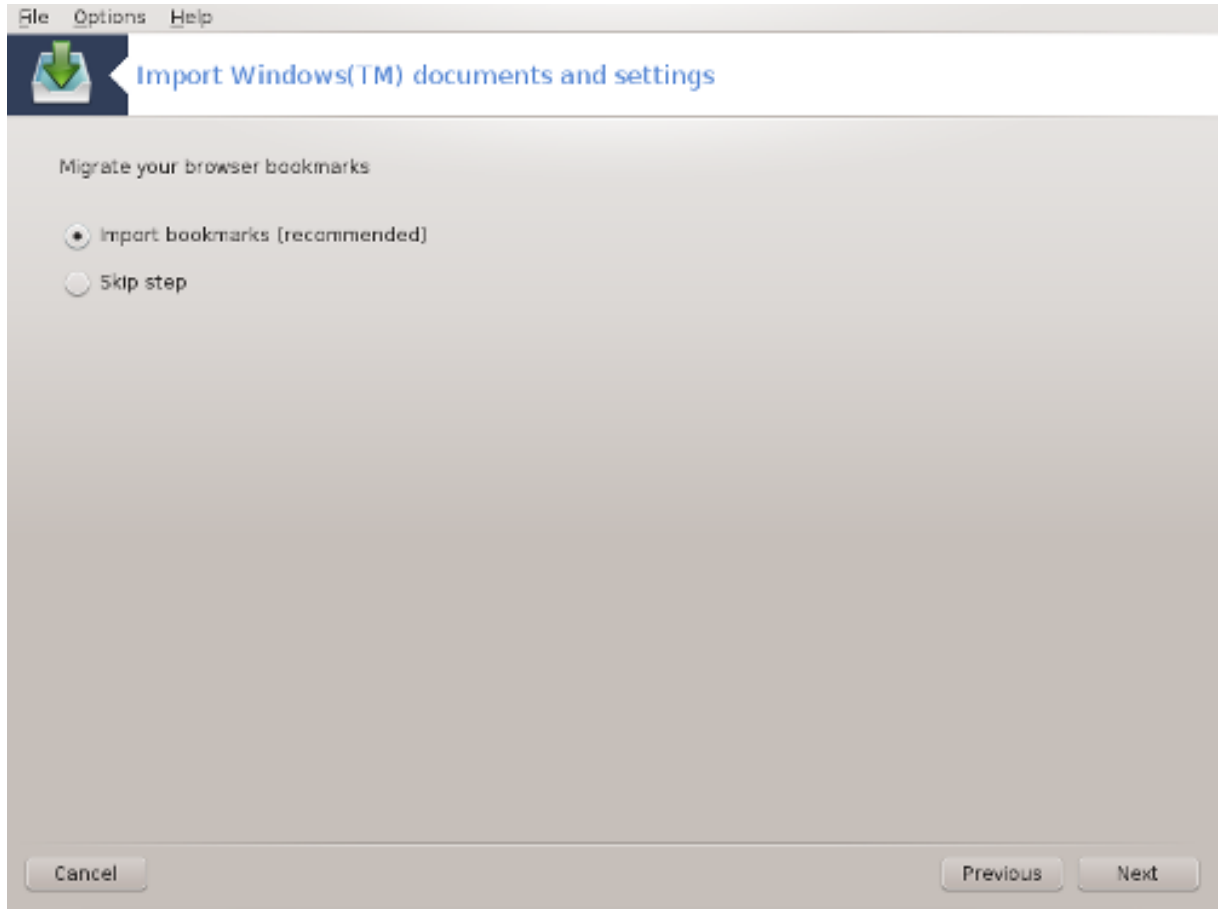 File Options Help
Import Windows(TM) documents and settings
Migrate your browser bookmarks
Import bookmarks (recommended)
Skip step
Cancel Previous Next